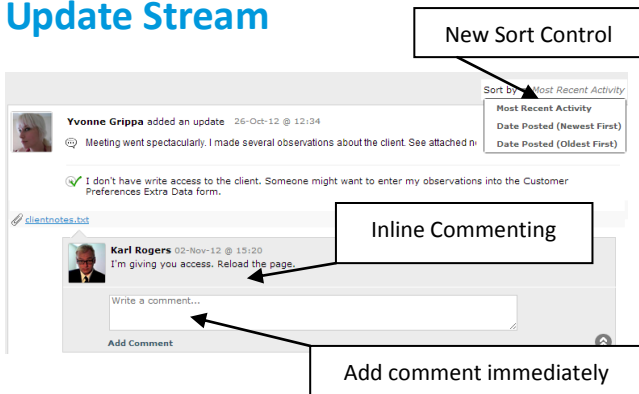 Update Stream
New Sort Control
Sort by Most Recent Activity
Most Recent Activity
Date Posted (Newest First)
Date Posted (Oldest First)
Yvonne Grippa added an update 26-Oct-12 @ 12:34
Meeting went spectacularly. I made several observations about the client. See attached
I don't have write access to the client. Someone might want to enter my observations into the Customer
Preferences Extra Data form.
clientnotes.txt
Inline Commenting
Karl Rogers 02-Nov-12 @ 15:20
I'm giving you access. Reload the page.
Write a comment...
Add Comment
Add comment immediately